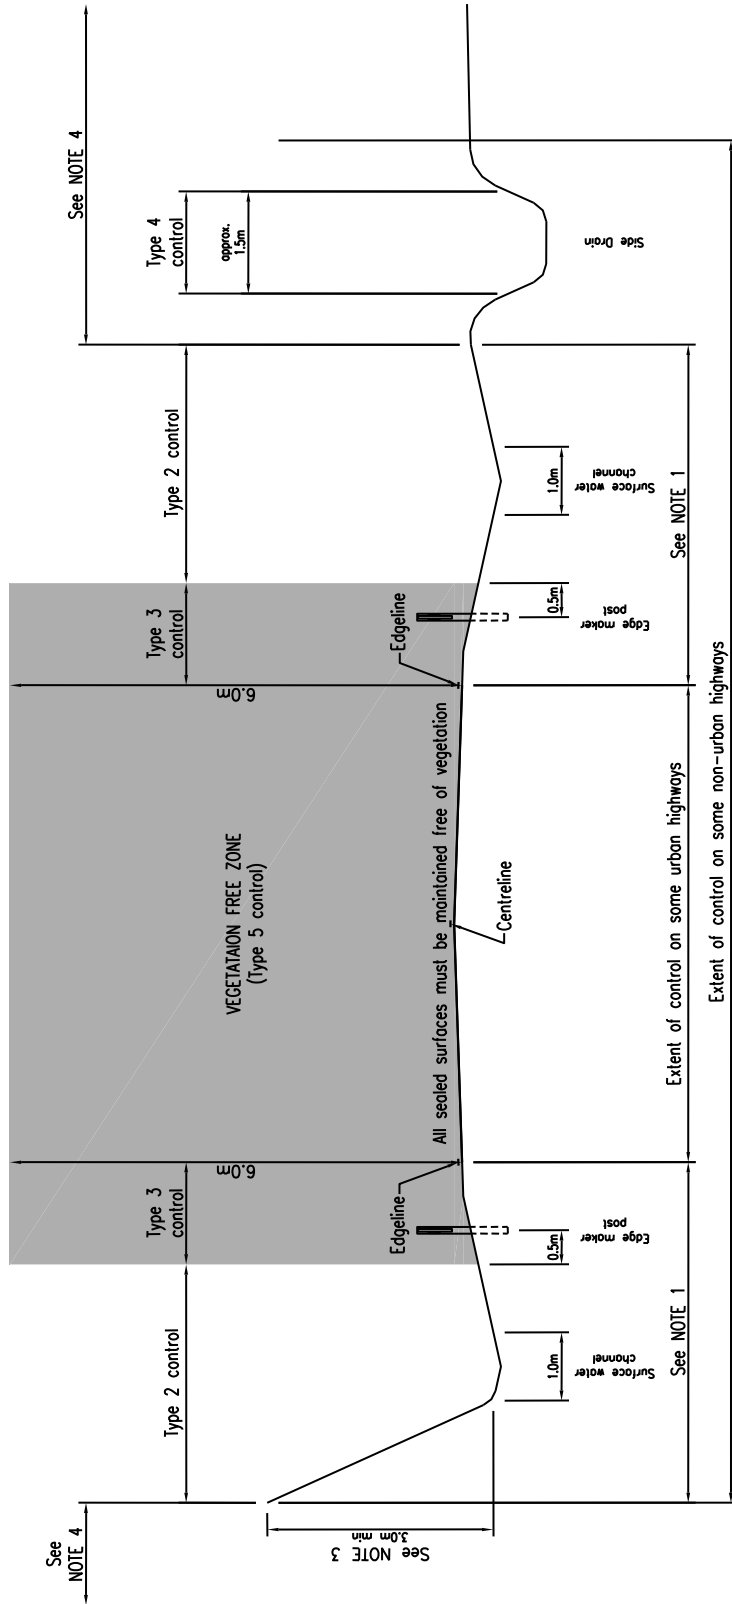 See
NOTE 4
See NOTE 4
Type 2 control
Type 3
control
Type 3
control
Type 2 control
Type 4
control
approx.
1.5m
VEGETATAION FREE ZONE
(Type 5 control)
6.0m
6.0m
See NOTE 3
3.0m min
Edgeline
All sealed surfaces must be maintained free of vegetation
Edgeline
Centreline
1.0m
0.5m
0.5m
1.0m
Surface water
channel
Edge maker
post
Edge maker
post
Surface water
channel
Side Drain
See NOTE 1
Extent of control on some urban highways
See NOTE 1
Extent of control on some non-urban highways